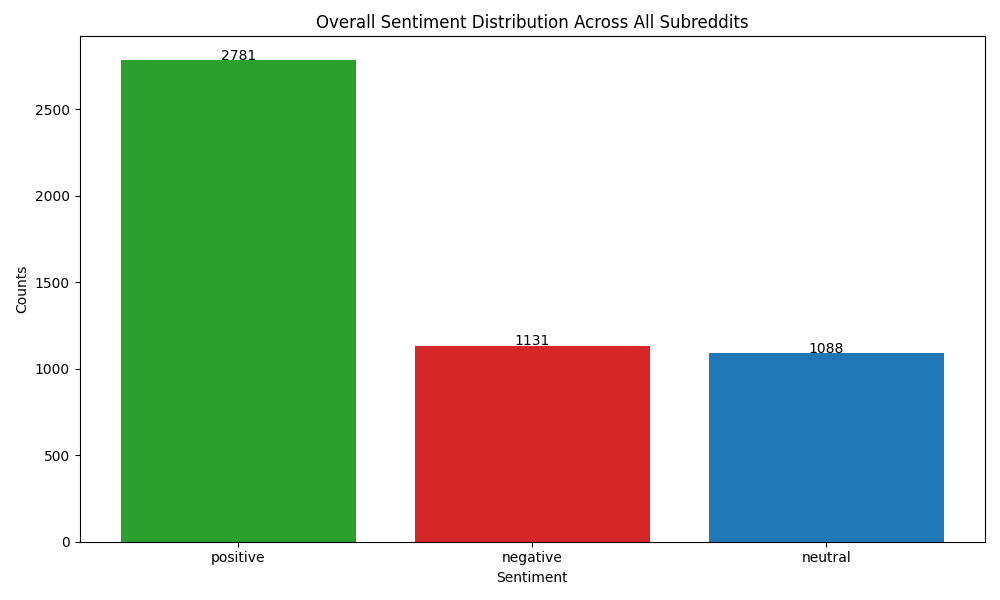 Overall Sentiment Distribution Across All Subreddits
2781
2500
2000
1500
1131
1088
1000
500
0
Counts
positive
negative
neutral
Sentiment